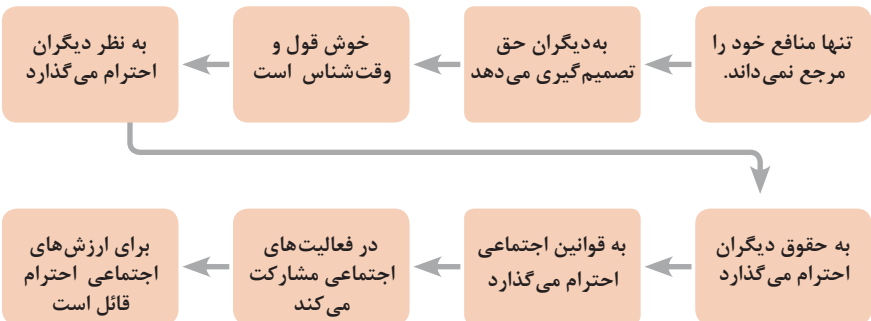 تنها منافع خود را
مرجع نمی‌داند.
به‌دیگران حق
تصمیم‌گیری می‌دهد
خوش قول و
وقت‌شناس است
به نظر دیگران
احترام می‌گذارد
به حقوق دیگران
احترام می‌گذارد
به قوانین اجتماعی
احترام می‌گذارد
در فعالیت‌های
اجتماعی مشارکت
می‌کند
برای ارزش‌های
اجتماعی احترام
قائل است